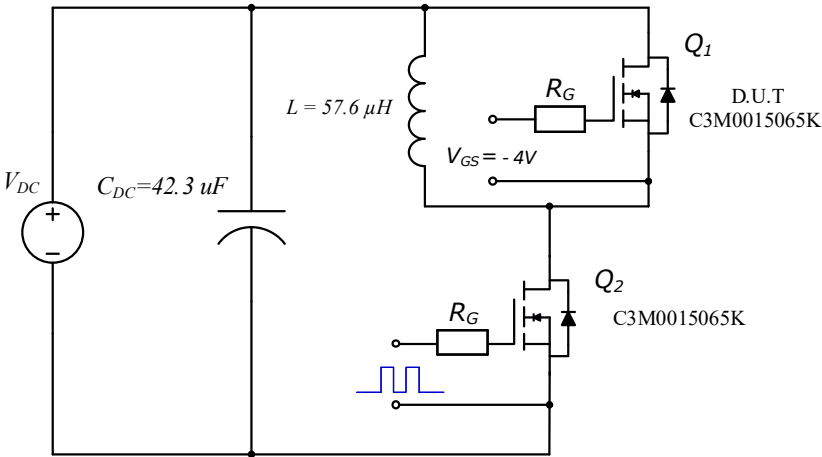 Q1
RG
D.U.T
C3M0015065K
L = 57.6 μH
VGS = - 4V
VDC
CDC=42.3 uF
Q2
RG
C3M0015065K